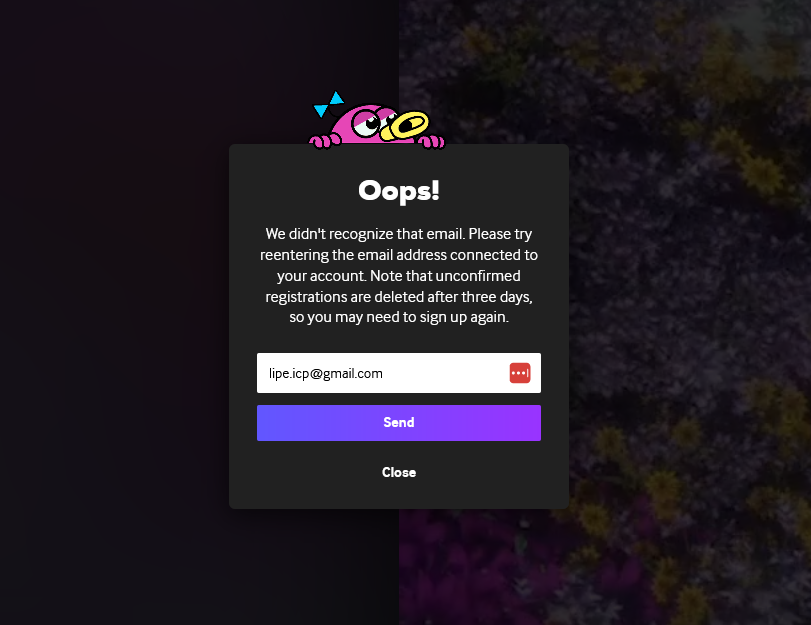 Oops!
We didn't recognize that email. Please try
reentering the email address connected to
your account. Note that unconfirmed
registrations are deleted after three days,
so you may need to sign up again.
lipe.icp@gmail.com
Send
Close